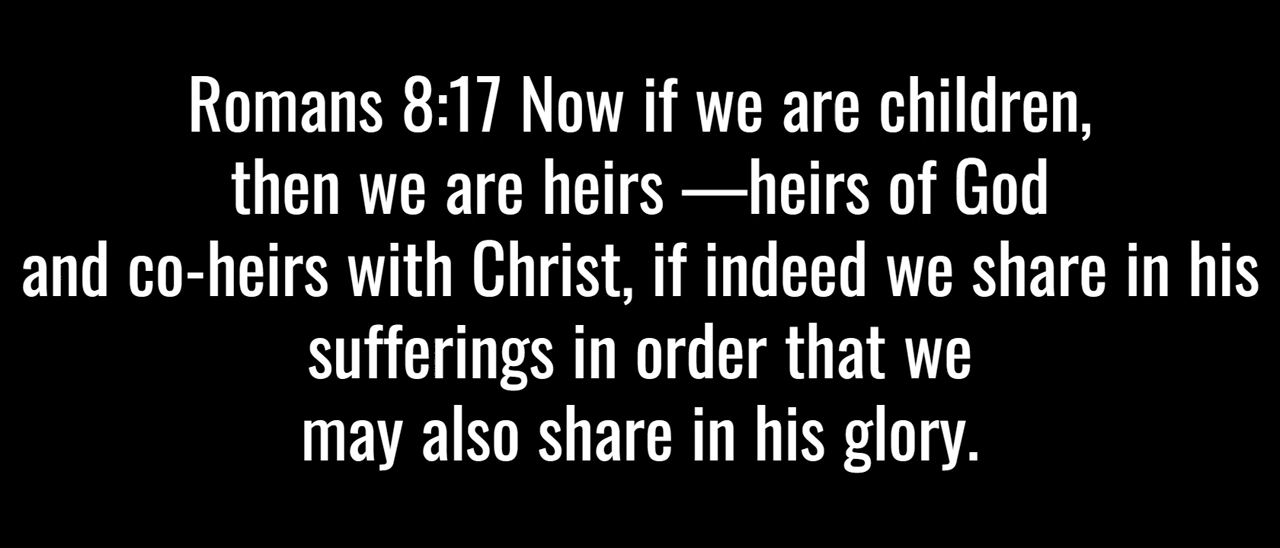 Romans 8:17 Now if we are children,
then we are heirs —heirs of God
and co-heirs with Christ, if indeed we share in his
sufferings in order that we
may also share in his glory.